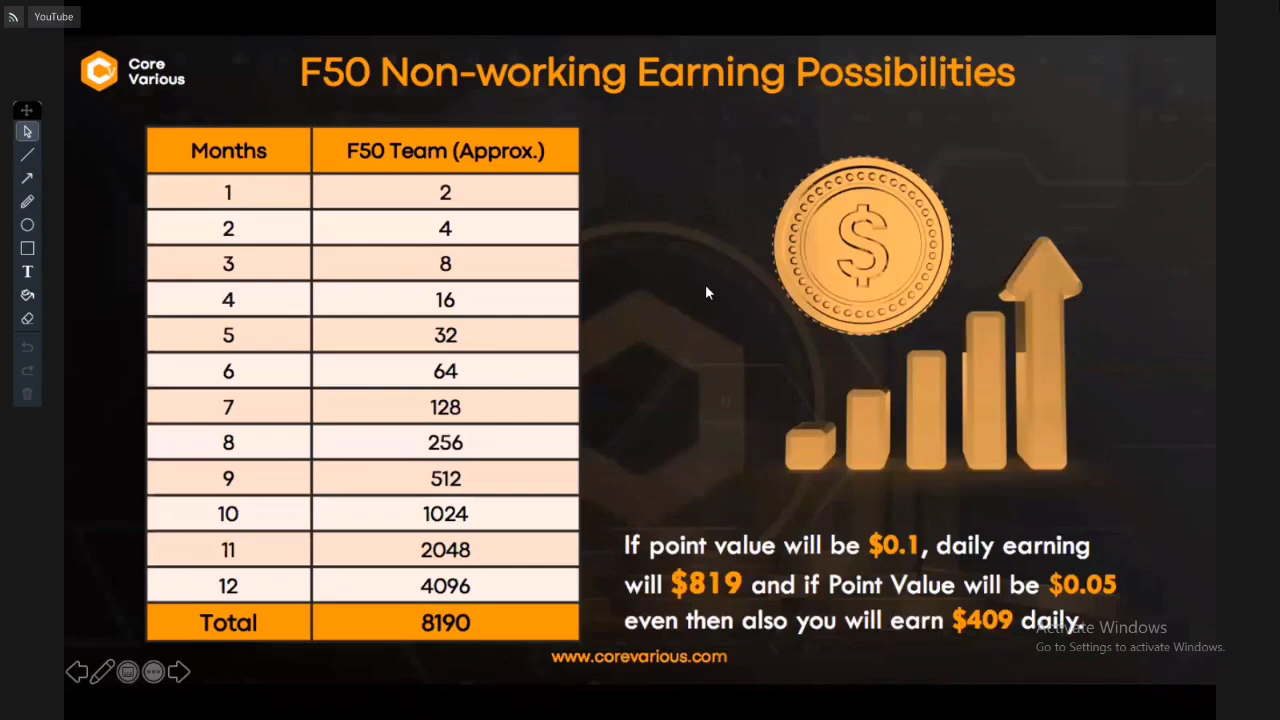 YouTube
Core
Various
F50 Non-working Earning Possibilities
Months F50 Team (Approx.)
1 2
2 4
3 8
4 16
5 32
6 64
7 128
8 256
9 512
10 1024
11 2048
12 4096
Total 8190
If point value will be $0.1, daily earning
will $819 and if Point Value will be $0.05
even then also you will earn $409 daily.
Activate Windows
Go to Settings to activate Windows.
www.corevarious.com